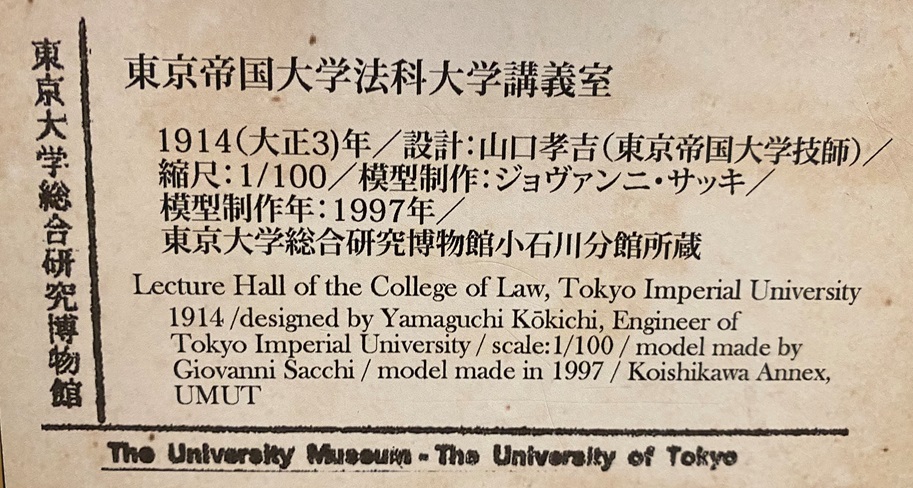 東京大学総合研究博物館
東京帝国大学法科大学講義室
1914(大正3)年／設計：山口孝吉（東京帝国大学技師）／
縮尺：1/100／模型制作：ジョヴァンニ・サッキ／
模型制作年：1997年／
東京大学総合研究博物館小石川分館所蔵
Lecture Hall of the College of Law, Tokyo Imperial University
1914 /designed by Yamaguchi Kōkichi, Engineer of
Tokyo Imperial University / scale:1/100 / model made by
Giovanni Sacchi / model made in 1997 / Koishikawa Annex,
UMUT
The University Museum - The University of Tokyo